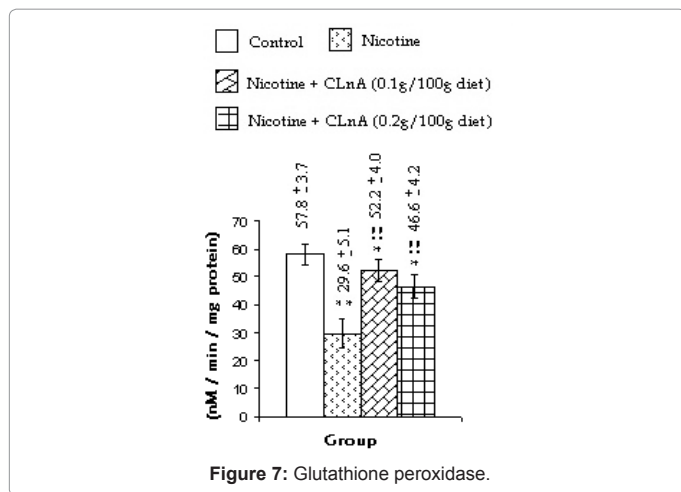 Control
Nicotine
Nicotine + CLnA (0.1g/100g diet)
Nicotine + CLnA (0.2g/100g diet)
57.8 ± 3.7
* * 29.6 ± 5.1
* !! 52.2 ± 4.0
* !! 46.6 ± 4.2
(nM / min / mg protein)
70
60
50
40
30
20
10
0
Group
Figure 7: Glutathione peroxidase.